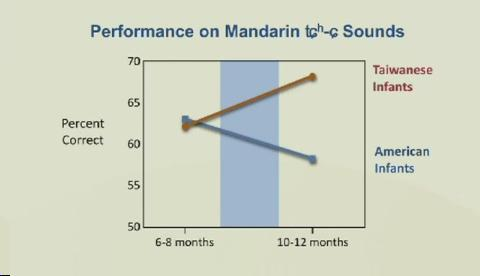 Performance on Mandarin tɕʰ-ɕ Sounds
Percent
Correct
70
65
60
55
50
6-8 months
10-12 months
Taiwanese
Infants
American
Infants